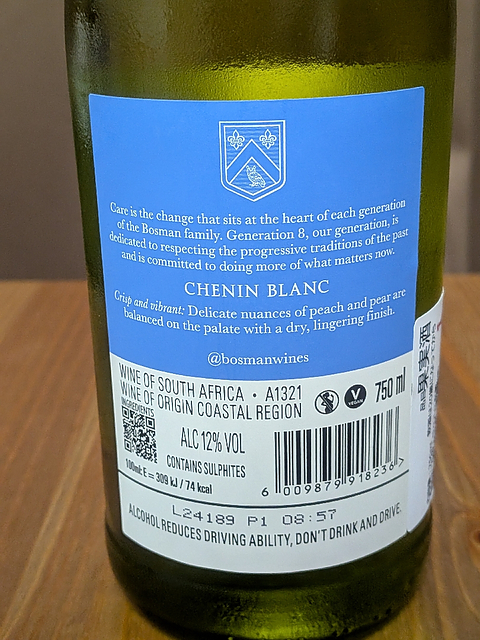 Care is the change that sits at the heart of each generation
of the Bosman family. Generation 8, our generation, is
dedicated to respecting the progressive traditions of the past
and is committed to doing more of what matters now.
CHENIN BLANC
Crisp and vibrant: Delicate nuances of peach and pear are
balanced on the palate with a dry, lingering finish.
@bosmanwines
WINE OF SOUTH AFRICA • A1321
WINE OF ORIGIN COASTAL REGION
750 ml
V
VEGAN
INGREDIENTS
ALC 12% VOL
CONTAINS SULPHITES
100ml: E = 309 kJ / 74 kcal
6 009879 918236 >
L24189 P1 08:57
ALCOHOL REDUCES DRIVING ABILITY, DON'T DRINK AND DRIVE.
果実酒